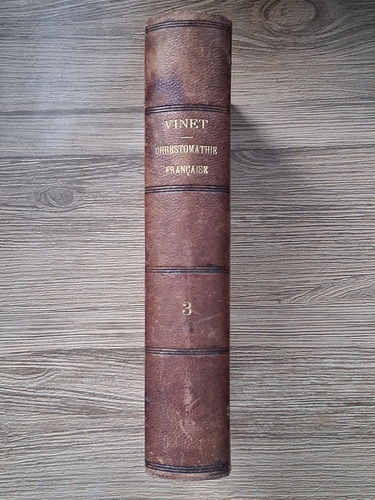 VINET
CHRESTOMATHIE
FRANÇAISE
3